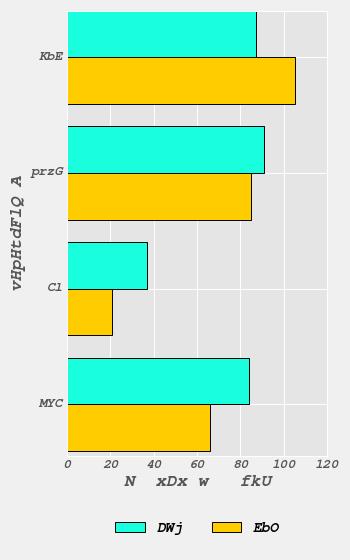 KbE
przG
Cl
MYC
vHpHtdFlQ A
0 20 40 60 80 100 120
N xDx w fkU
DWj EbO